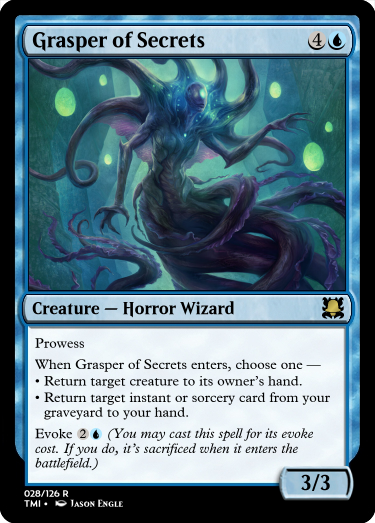 Grasper of Secrets 4
Creature — Horror Wizard
Prowess
When Grasper of Secrets enters, choose one —
• Return target creature to its owner's hand.
• Return target instant or sorcery card from your
graveyard to your hand.
Evoke 2 (You may cast this spell for its evoke
cost. If you do, it's sacrificed when it enters the
battlefield.)
3/3
028/126 R
TMI • Jason Engle